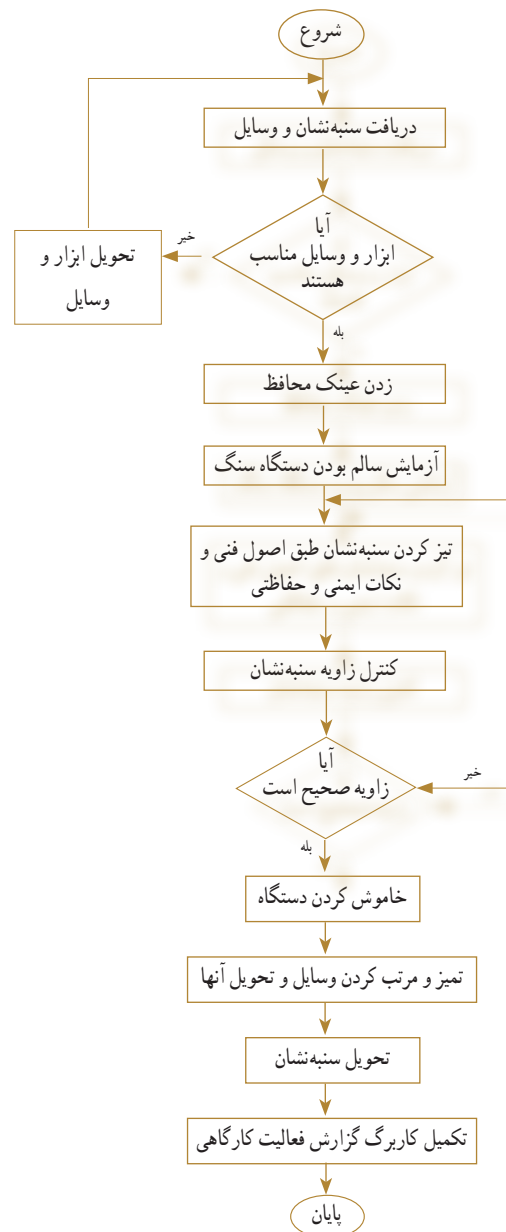 شروع
دریافت سنبه‌نشان و وسایل
آیا
ابزار و وسایل مناسب
هستند
خیر
تحویل ابزار و
وسایل
بله
زدن عینک محافظ
آزمایش سالم بودن دستگاه سنگ
تیز کردن سنبه‌نشان طبق اصول فنی و
نکات ایمنی و حفاظتی
کنترل زاویه سنبه‌نشان
آیا
زاویه صحیح است
خیر
بله
خاموش کردن دستگاه
تمیز و مرتب کردن وسایل و تحویل آنها
تحویل سنبه‌نشان
تکمیل کاربرگ گزارش فعالیت کارگاهی
پایان